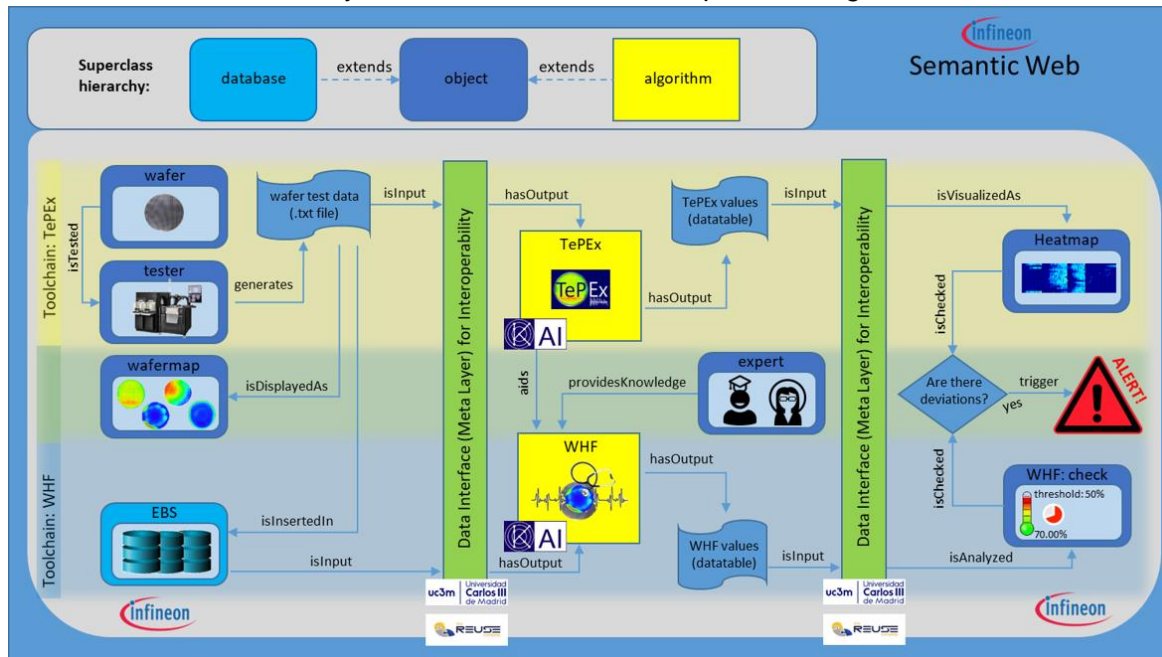 infineon
Semantic Web
Superclass
hierarchy:
database
extends
object
extends
algorithm
Toolchain: TePEx
wafer
isTested
tester
generates
wafer test data
(.txt file)
isInput
Data Interface (Meta Layer) for Interoperability
hasOutput
TePEx
TePEx
AI
hasOutput
TePEx values
(datatable)
isInput
Data Interface (Meta Layer) for Interoperability
isVisualizedAs
Heatmap
isChecked
wafermap
isDisplayedAs
aids
providesKnowledge
expert
Are there
deviations?
trigger
yes
ALERT!
Toolchain: WHF
EBS
isInsertedIn
isInput
hasOutput
WHF
AI
hasOutput
WHF values
(datatable)
isInput
isAnalyzed
isChecked
WHF: check
threshold: 50%
70.00%
infineon
uc3m
Universidad
Carlos III
de Madrid
REUSE
uc3m
Universidad
Carlos III
de Madrid
REUSE
infineon